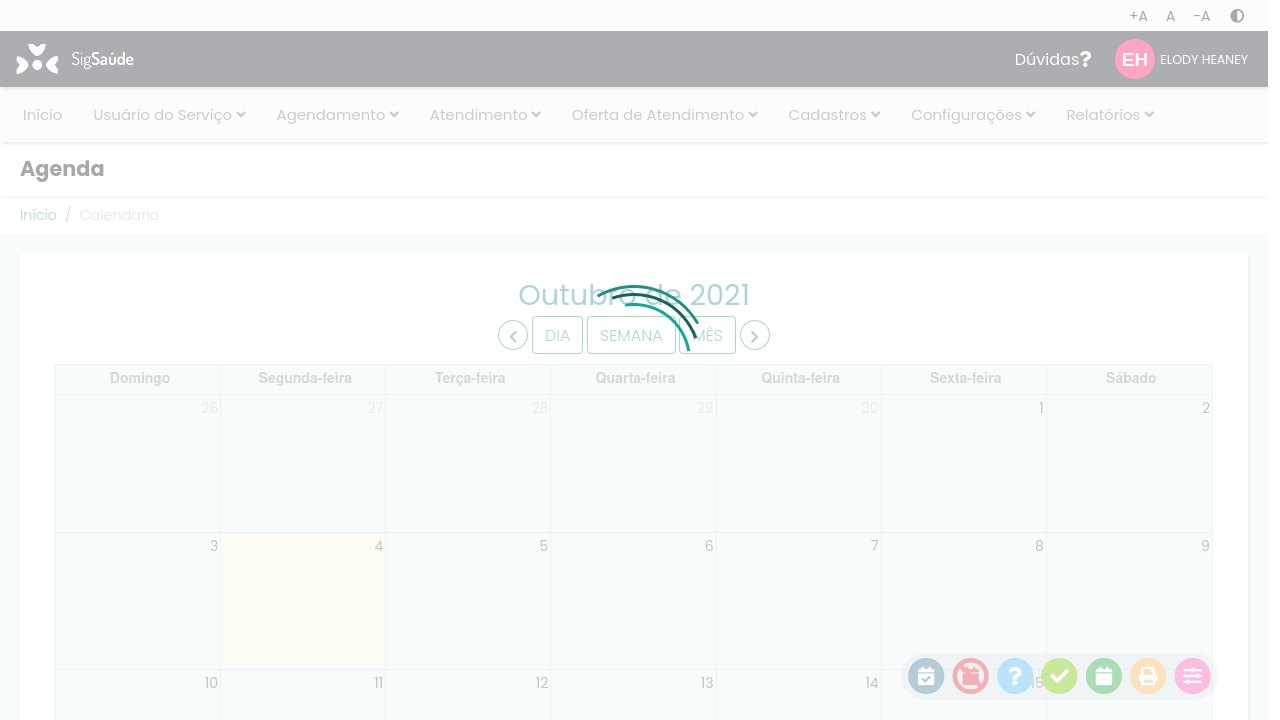 +A A -A
SigSaúde Dúvidas? EH ELODY HEANEY
Início Usuário do Serviço Agendamento Atendimento Oferta de Atendimento Cadastros Configurações Relatórios
Agenda
Início / Calendario
Outubro de 2021
DIA SEMANA MÊS
Domingo Segunda-feira Terça-feira Quarta-feira Quinta-feira Sexta-feira Sábado
26 27 28 29 30 1 2
3 4 5 6 7 8 9
10 11 12 13 14 15